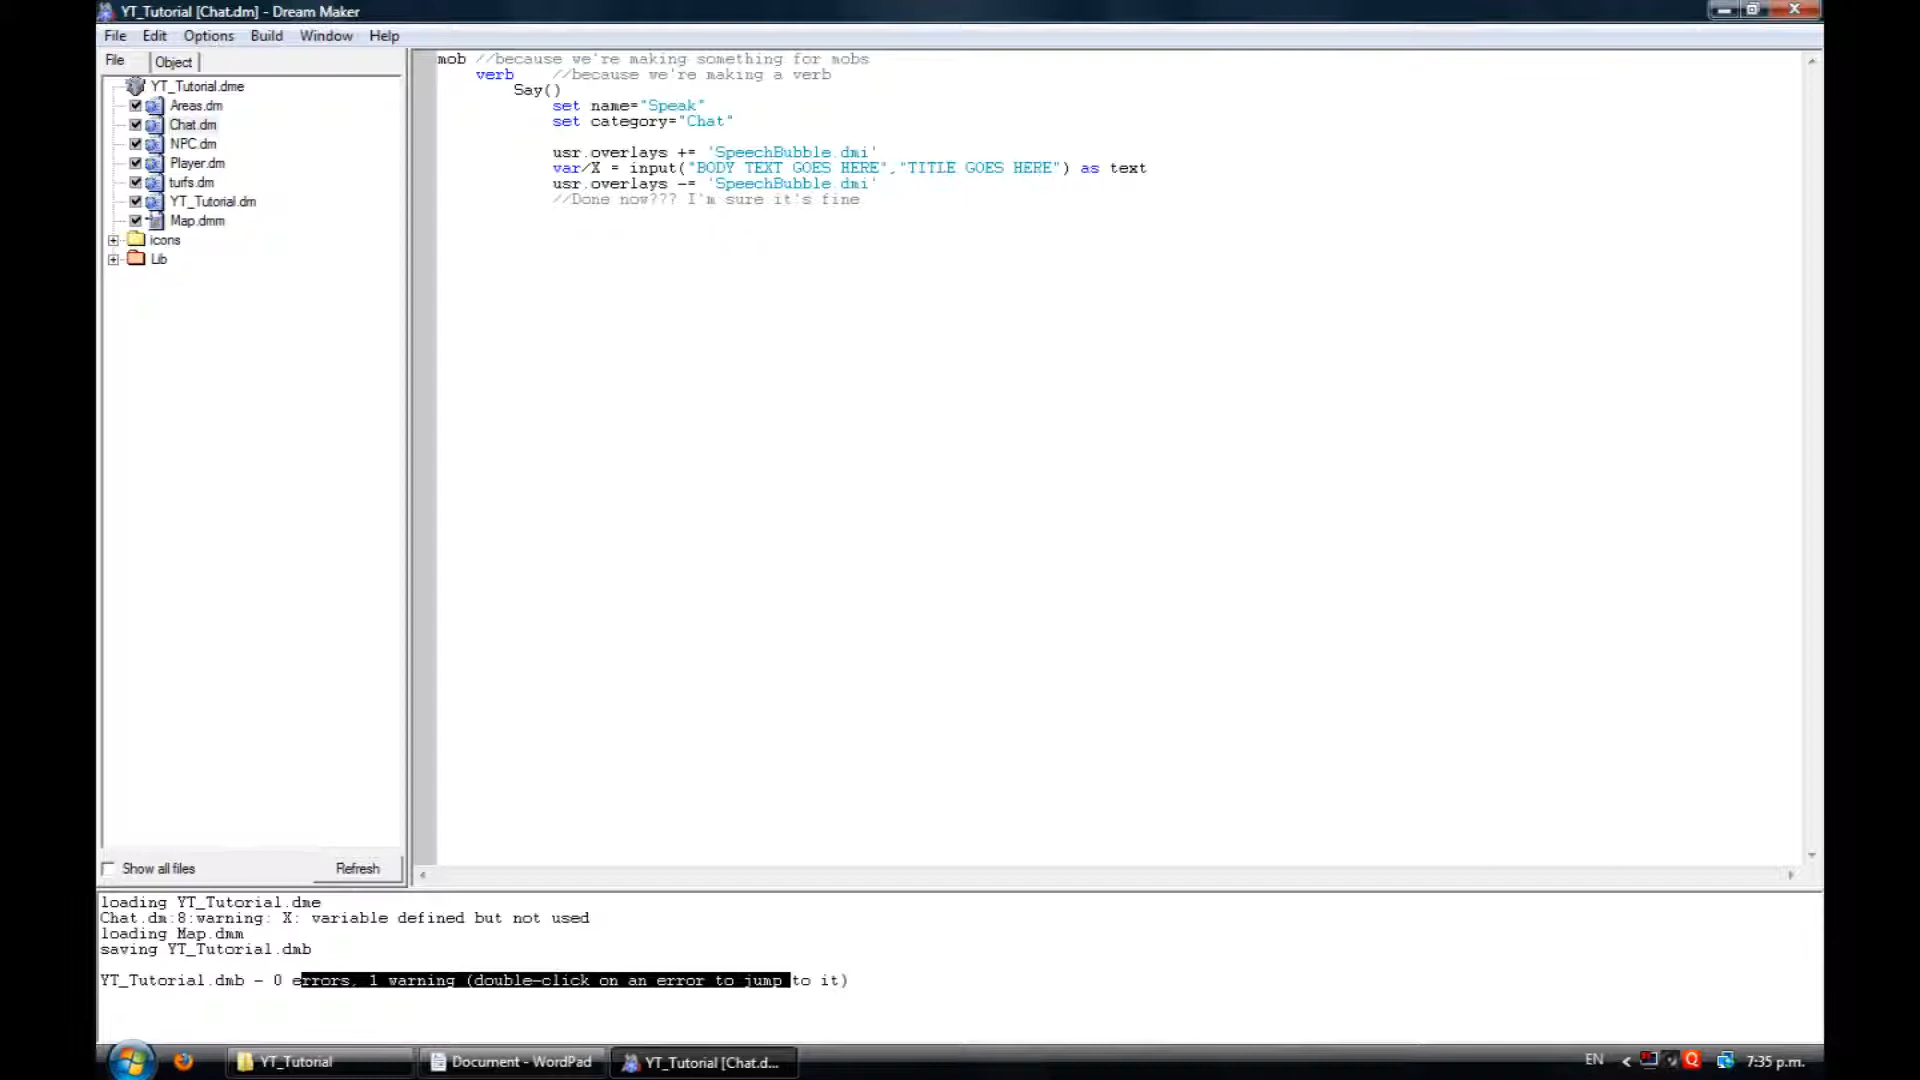 YT_Tutorial [Chat.dm] - Dream Maker
File Edit Options Build Window Help
File Object
YT_Tutorial.dme
Areas.dm
Chat.dm
NPC.dm
Player.dm
turfs.dm
YT_Tutorial.dm
Map.dmm
icons
Lib
Show all files Refresh
mob //because we're making something for mobs
verb //because we're making a verb
Say()
set name="Speak"
set category="Chat"
usr.overlays += 'SpeechBubble.dmi'
var/X = input("BODY TEXT GOES HERE","TITLE GOES HERE") as text
usr.overlays -= 'SpeechBubble.dmi'
//Done now??? I'm sure it's fine
loading YT_Tutorial.dme
Chat.dm:8:warning: X: variable defined but not used
loading Map.dmm
saving YT_Tutorial.dmb
YT_Tutorial.dmb - 0 errors, 1 warning (double-click on an error to jump to it)
YT_Tutorial Document - WordPad YT_Tutorial [Chat.d... EN 7:35 p.m.